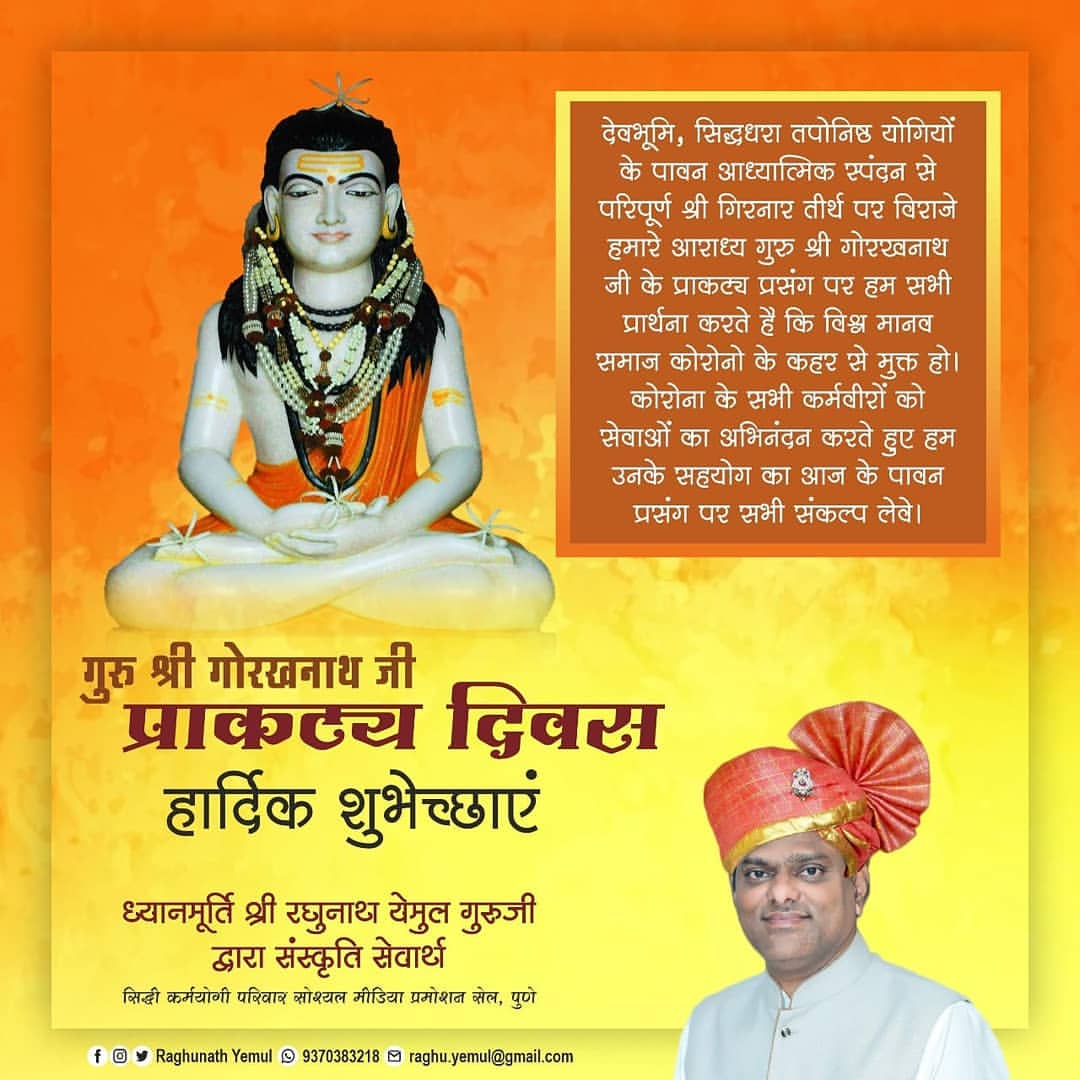 देवभूमि, सिद्धधरा तपोनिष्ठ योगियों
के पावन आध्यात्मिक स्पंदन से
परिपूर्ण श्री गिरनार तीर्थ पर विराजे
हमारे आराध्य गुरु श्री गोरखनाथ
जी के प्राकट्य प्रसंग पर हम सभी
प्रार्थना करते है कि विश्व मानव
समाज कोरोनो के कहर से मुक्त हो।
कोरोना के सभी कर्मवीरों को
सेवाओं का अभिनंदन करते हुए हम
उनके सहयोग का आज के पावन
प्रसंग पर सभी संकल्प लेवे।
गुरु श्री गोरखनाथ जी
प्राकट्य दिवस
हार्दिक शुभेच्छाएं
ध्यानमूर्ति श्री रघुनाथ येमुल गुरुजी
द्वारा संस्कृति सेवार्थ
सिद्धी कर्मयोगी परिवार सोश्यल मीडिया प्रमोशन सेल, पुणे
Raghunath Yemul 9370383218 raghu.yemul@gmail.com